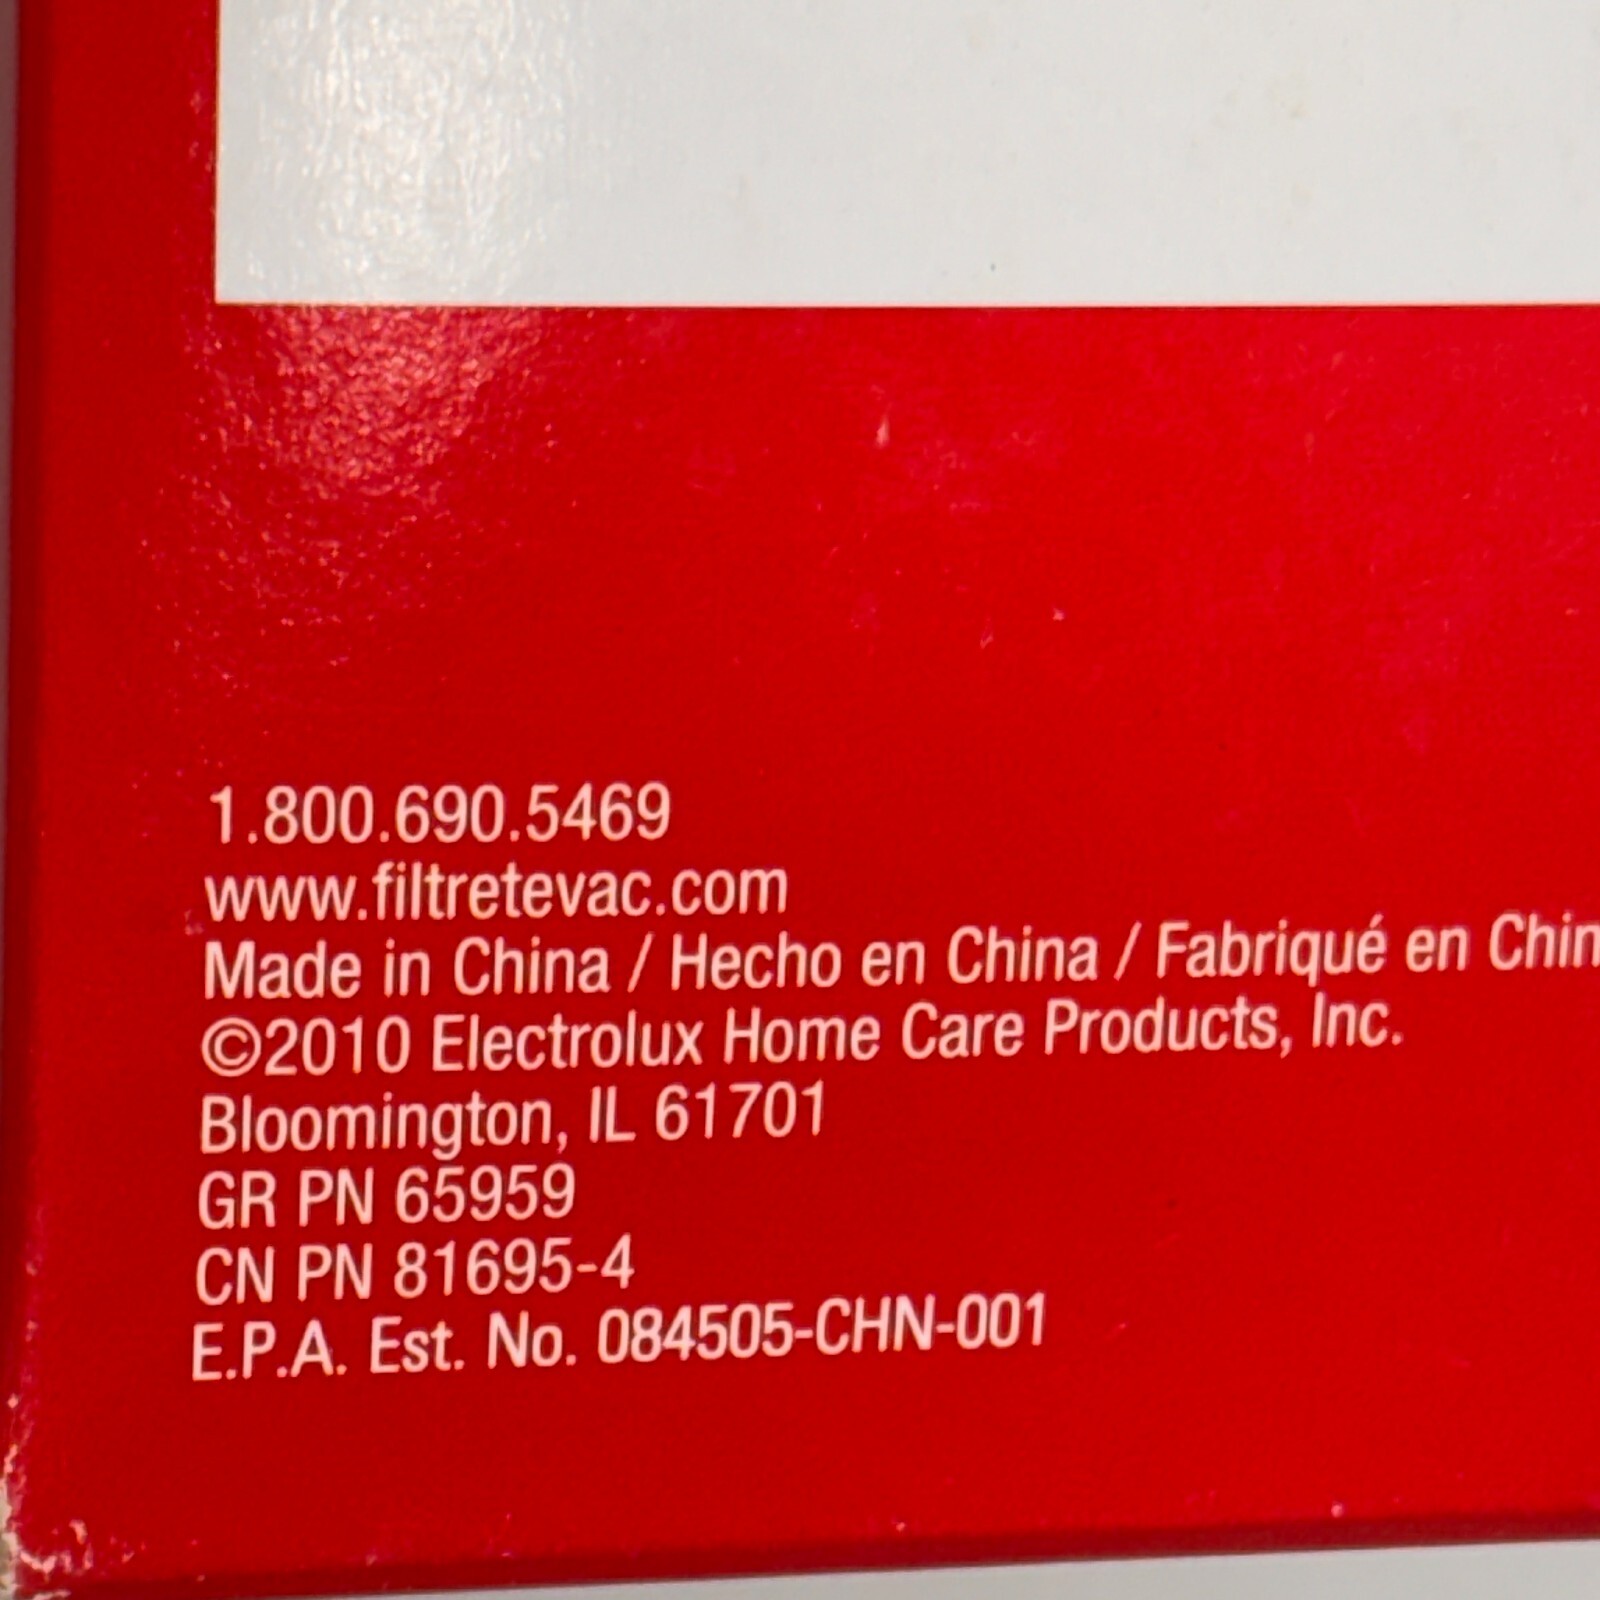 1.800.690.5469
www.filtretevac.com
Made in China / Hecho en China / Fabriqué en Chin
©2010 Electrolux Home Care Products, Inc.
Bloomington, IL 61701
GR PN 65959
CN PN 81695-4
E.P.A. Est. No. 084505-CHN-001